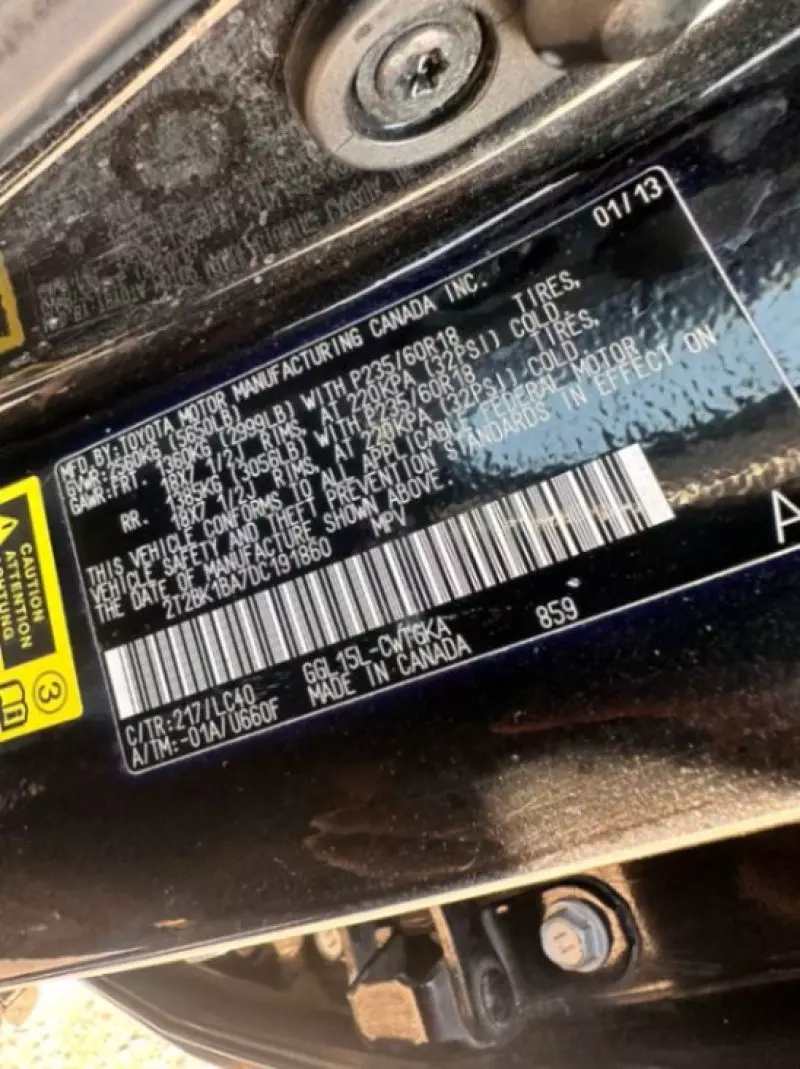 01/13
MFD.BY:TOYOTA MOTOR MANUFACTURING CANADA INC.
GVWR:2560KG (5650LB)
GAWR:FRT. 1360KG (2999LB) WITH P235/60R18 TIRES,
18X7 1/2J RIMS, AT 220KPA (32PSI) COLD.
RR. 1385KG (3056LB) WITH P235/60R18 TIRES,
18X7 1/2J RIMS, AT 220KPA (32PSI) COLD.
THIS VEHICLE CONFORMS TO ALL APPLICABLE FEDERAL MOTOR
VEHICLE SAFETY AND THEFT PREVENTION STANDARDS IN EFFECT ON
THE DATE OF MANUFACTURE SHOWN ABOVE.
2T2BK1BA7DC191860 MPV
C/TR:217/LC40 GGL15L-CWTGKA 859
A/TM:-01A/U660F MADE IN CANADA
A
CAUTION
ATTENTION
3